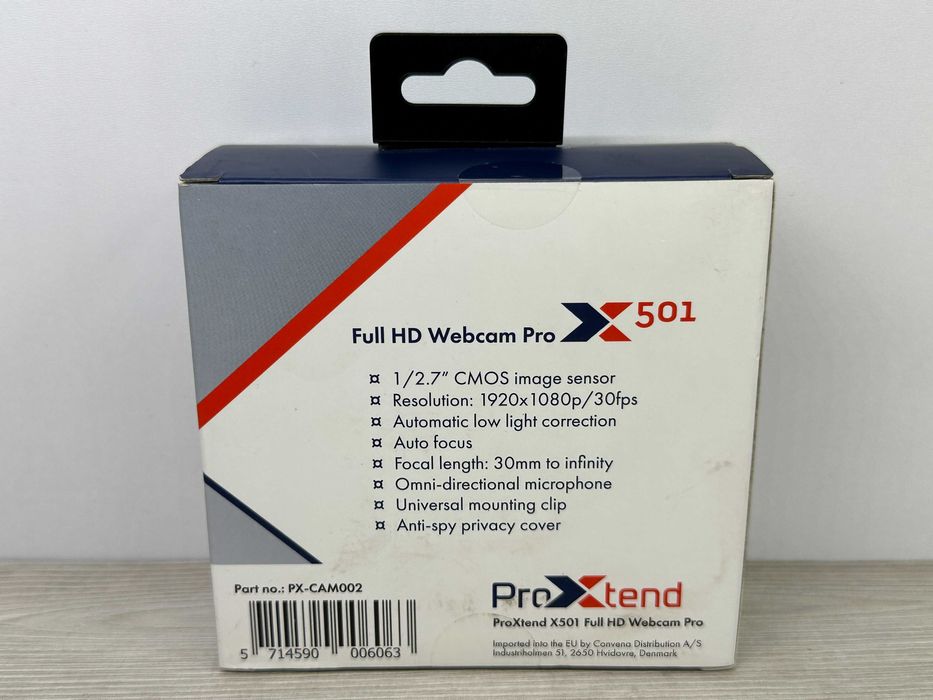 Full HD Webcam Pro X501
1/2.7” CMOS image sensor
Resolution: 1920x1080p/30fps
Automatic low light correction
Auto focus
Focal length: 30mm to infinity
Omni-directional microphone
Universal mounting clip
Anti-spy privacy cover
Part no.: PX-CAM002
5 714590 006063
ProXtend
ProXtend X501 Full HD Webcam Pro
Imported into the EU by Convena Distribution A/S
Industriholmen 51, 2650 Hvidovre, Denmark